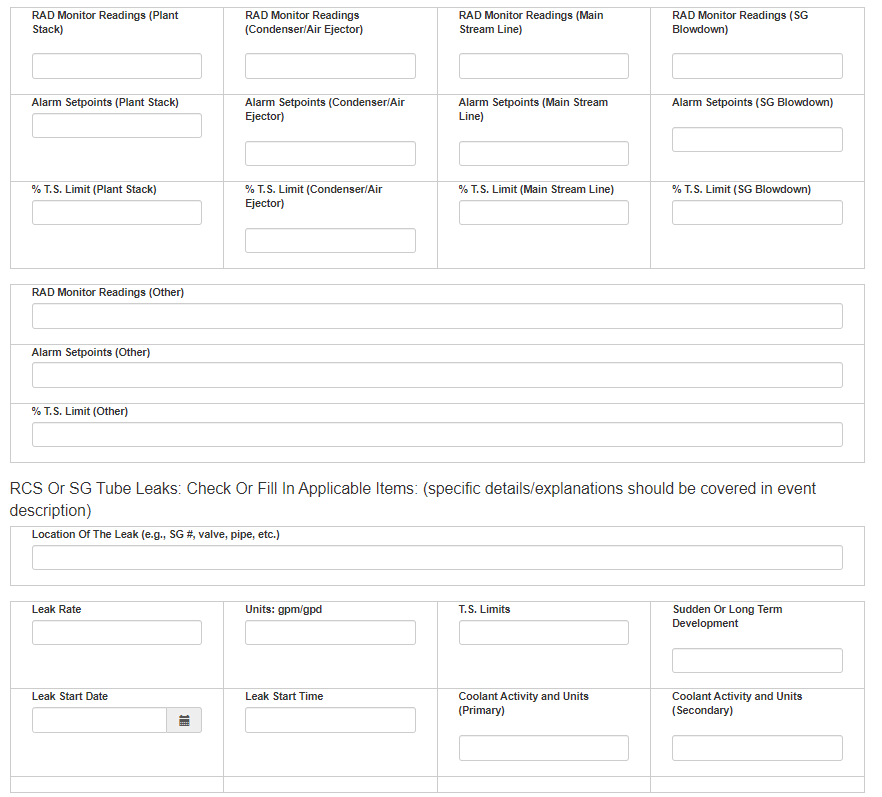 RAD Monitor Readings (Plant
Stack)
RAD Monitor Readings
(Condenser/Air Ejector)
RAD Monitor Readings (Main
Stream Line)
RAD Monitor Readings (SG
Blowdown)
Alarm Setpoints (Plant Stack)
Alarm Setpoints (Condenser/Air
Ejector)
Alarm Setpoints (Main Stream
Line)
Alarm Setpoints (SG Blowdown)
% T.S. Limit (Plant Stack)
% T.S. Limit (Condenser/Air
Ejector)
% T.S. Limit (Main Stream Line)
% T.S. Limit (SG Blowdown)
RAD Monitor Readings (Other)
Alarm Setpoints (Other)
% T.S. Limit (Other)
RCS Or SG Tube Leaks: Check Or Fill In Applicable Items: (specific details/explanations should be covered in event
description)
Location Of The Leak (e.g., SG #, valve, pipe, etc.)
Leak Rate
Units: gpm/gpd
T.S. Limits
Sudden Or Long Term
Development
Leak Start Date
Leak Start Time
Coolant Activity and Units
(Primary)
Coolant Activity and Units
(Secondary)